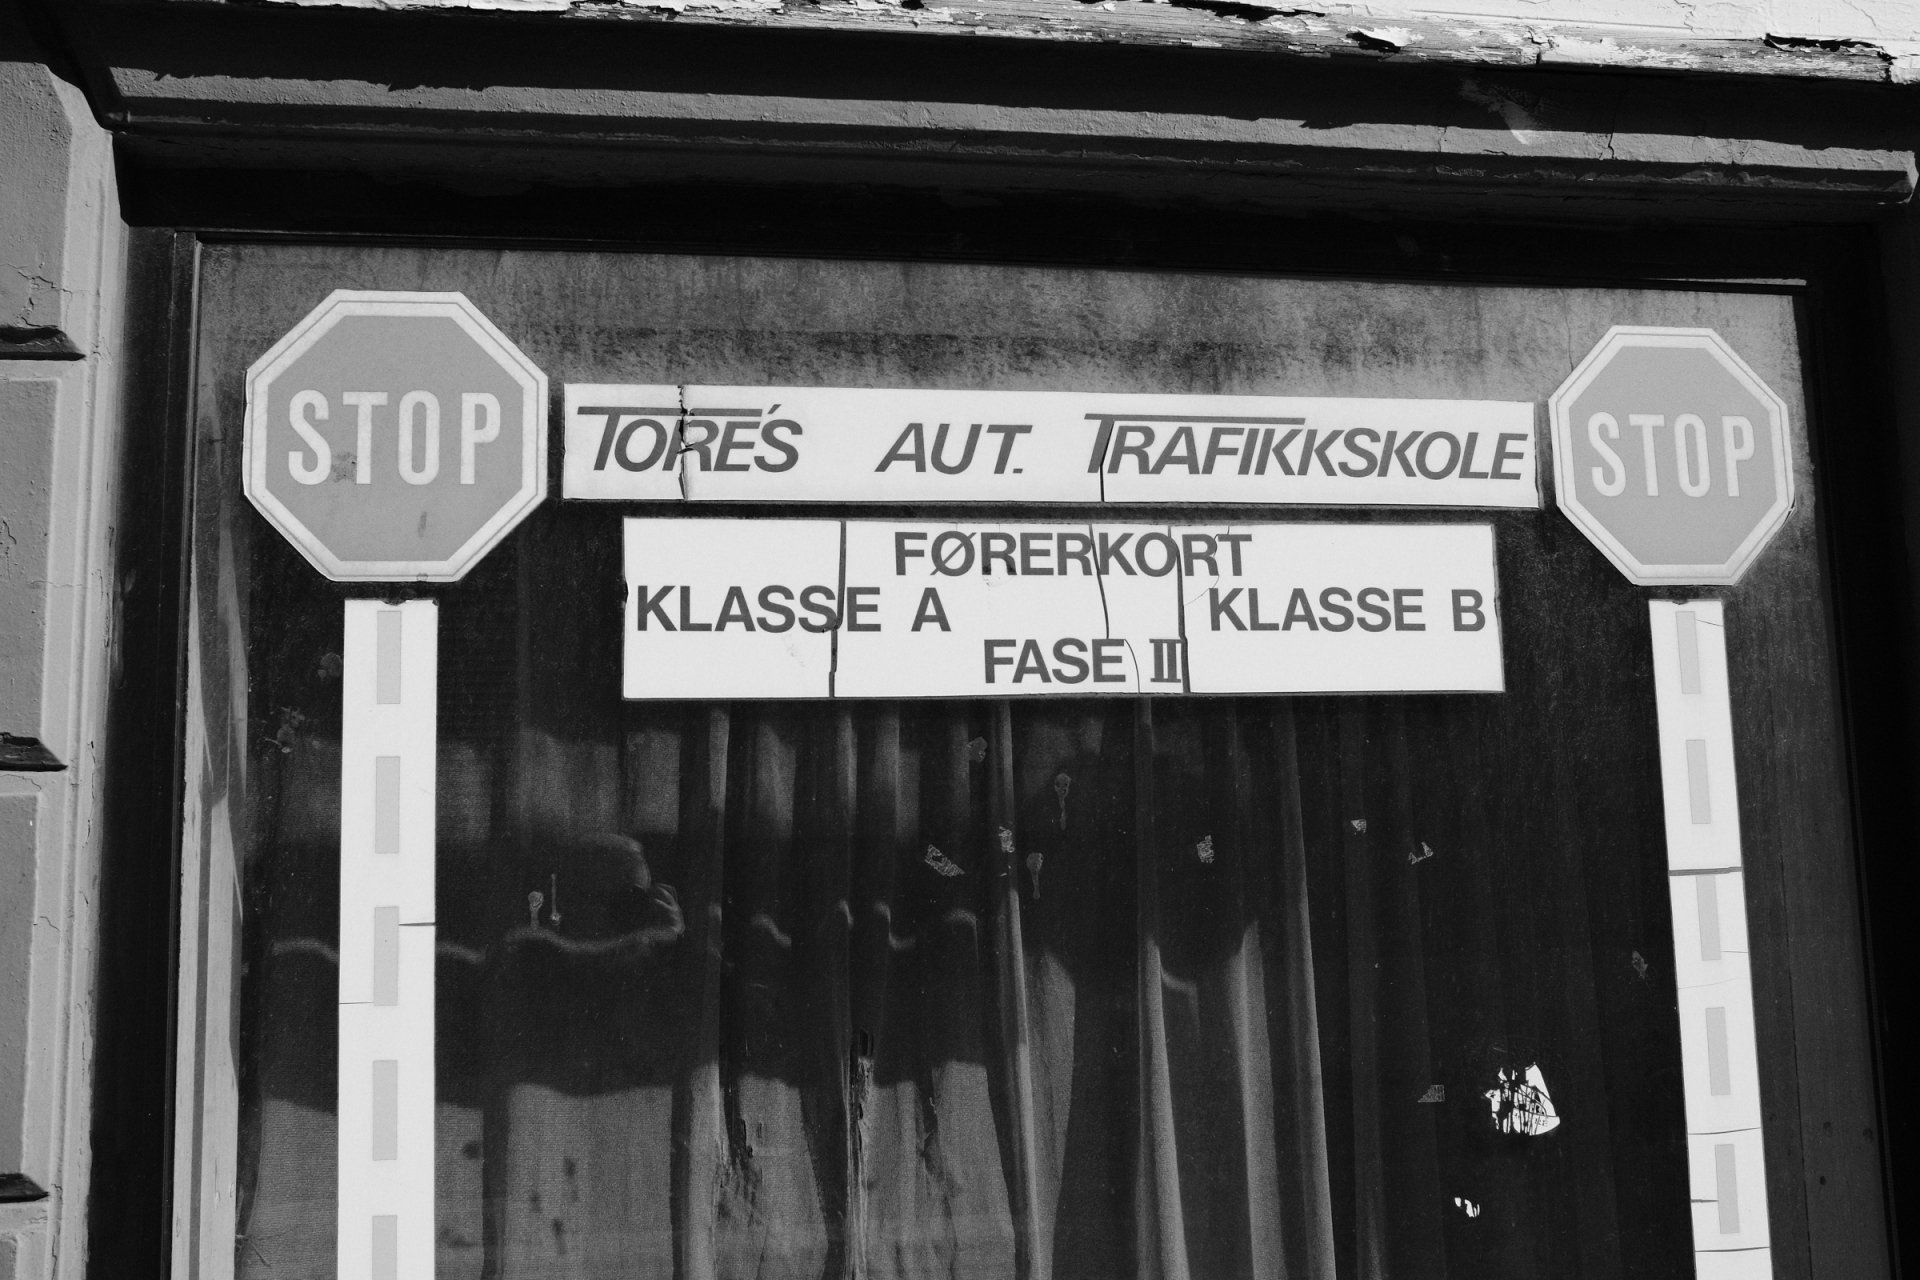 STOP
TORE'S AUT. TRAFIKKSKOLE
STOP
FØRERKORT
KLASSE A KLASSE B
FASE II